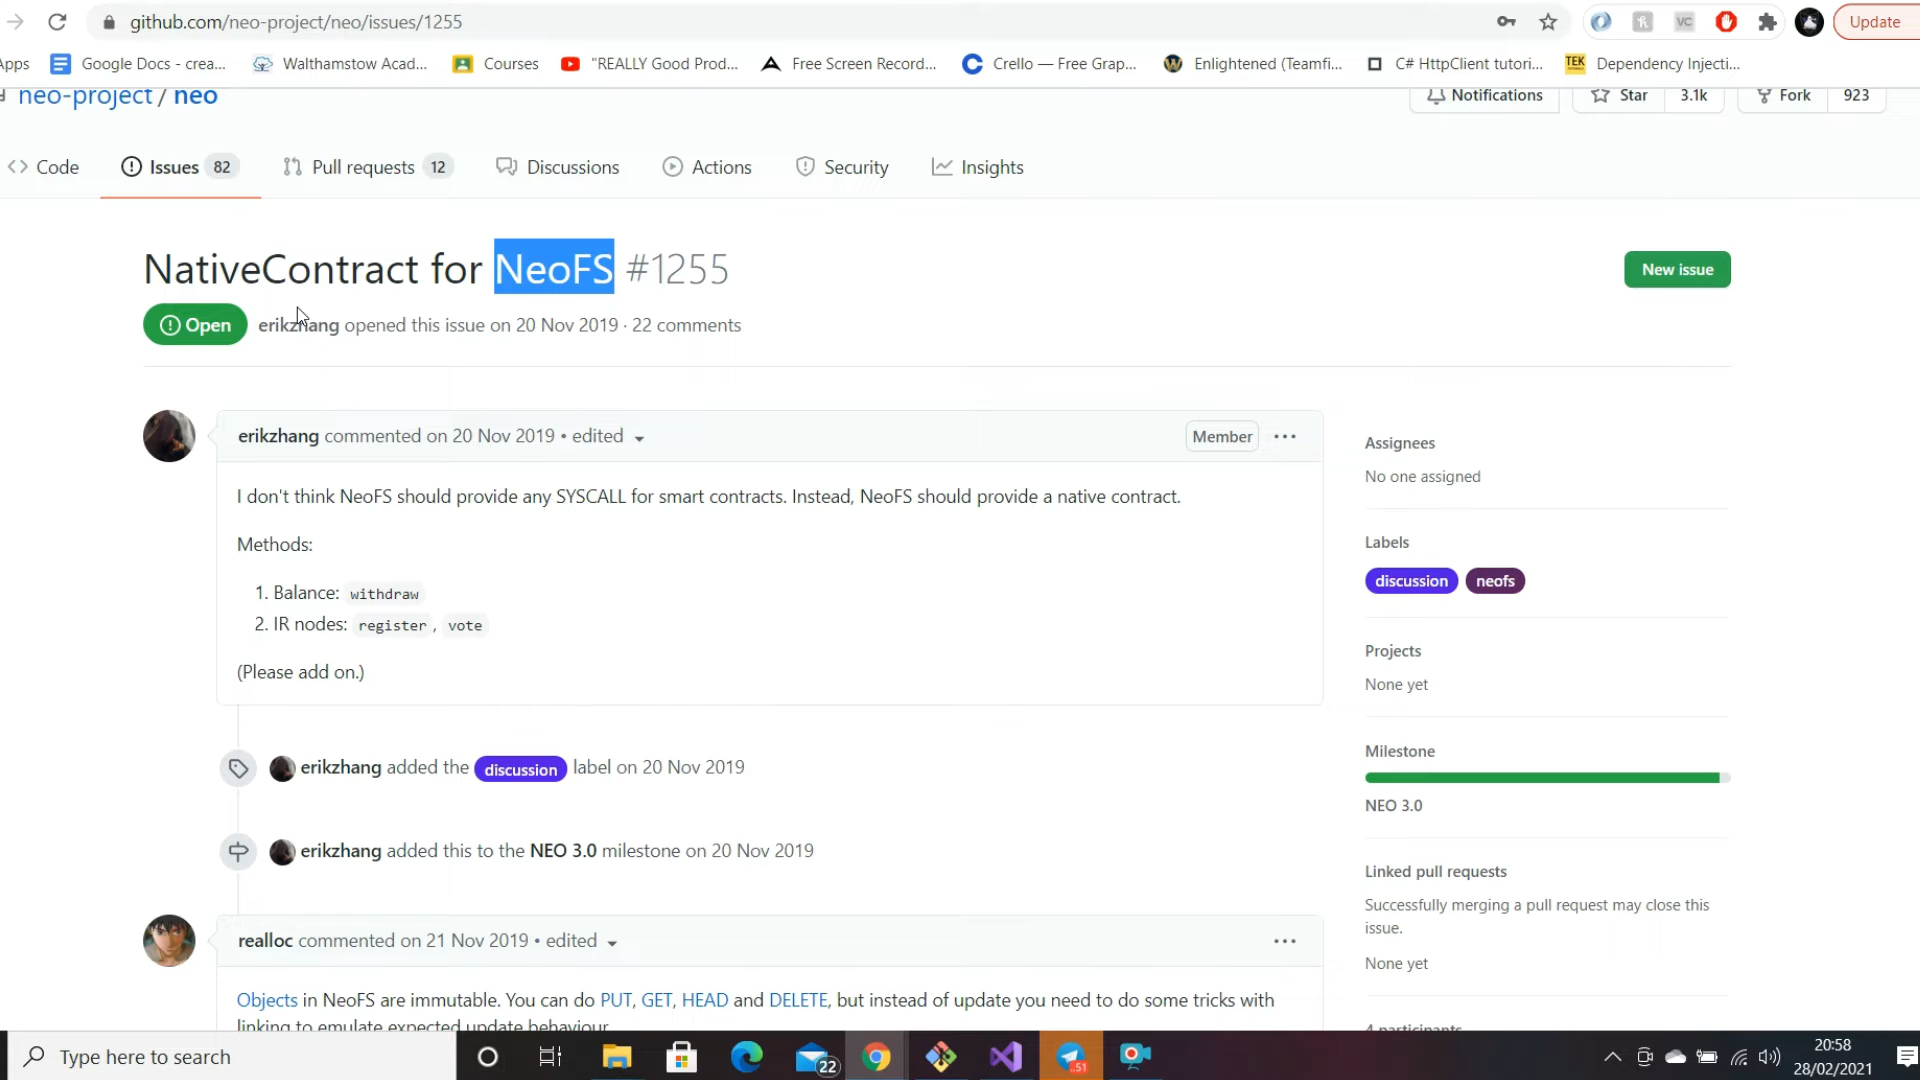 github.com/neo-project/neo/issues/1255
Update
Apps
Google Docs - crea...
Walthamstow Acad...
Courses
"REALLY Good Prod...
Free Screen Record...
Crello — Free Grap...
Enlightened (Teamfi...
C# HttpClient tutori...
TEK
Dependency Injecti...
neo-project / neo
Notifications
Star 3.1k
Fork 923
Code
Issues 82
Pull requests 12
Discussions
Actions
Security
Insights
NativeContract for NeoFS #1255
New issue
Open
erikzhang opened this issue on 20 Nov 2019 · 22 comments
erikzhang commented on 20 Nov 2019 • edited
Member
I don't think NeoFS should provide any SYSCALL for smart contracts. Instead, NeoFS should provide a native contract.
Methods:
1. Balance: withdraw
2. IR nodes: register , vote
(Please add on.)
erikzhang added the discussion label on 20 Nov 2019
erikzhang added this to the NEO 3.0 milestone on 20 Nov 2019
realloc commented on 21 Nov 2019 • edited
Objects in NeoFS are immutable. You can do PUT, GET, HEAD and DELETE, but instead of update you need to do some tricks with
linking to emulate expected update behaviour.
Assignees
No one assigned
Labels
discussion neofs
Projects
None yet
Milestone
NEO 3.0
Linked pull requests
Successfully merging a pull request may close this
issue.
None yet
4 participants
Type here to search
22
51
20:58
28/02/2021